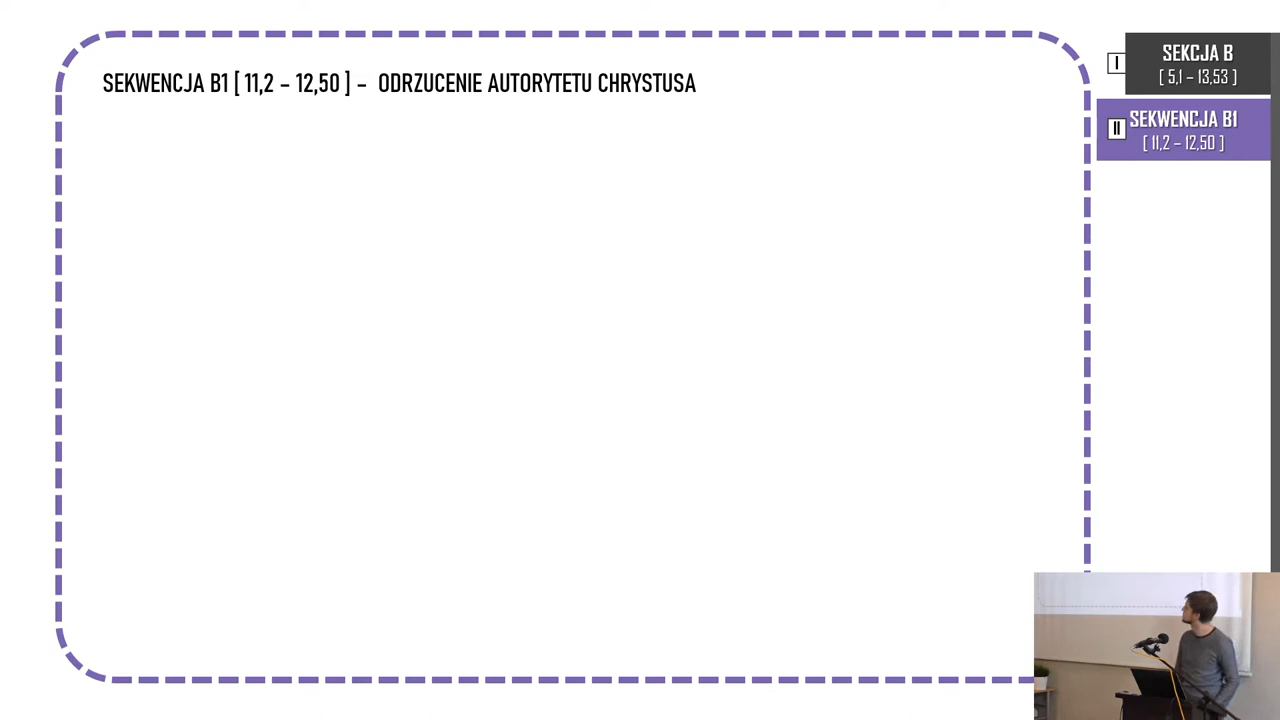 SEKWENCJA B1 [ 11,2 – 12,50 ] – ODRZUCENIE AUTORYTETU CHRYSTUSA
I
SEKCJA B
[ 5,1 – 13,53 ]
II
SEKWENCJA B1
[ 11,2 – 12,50 ]